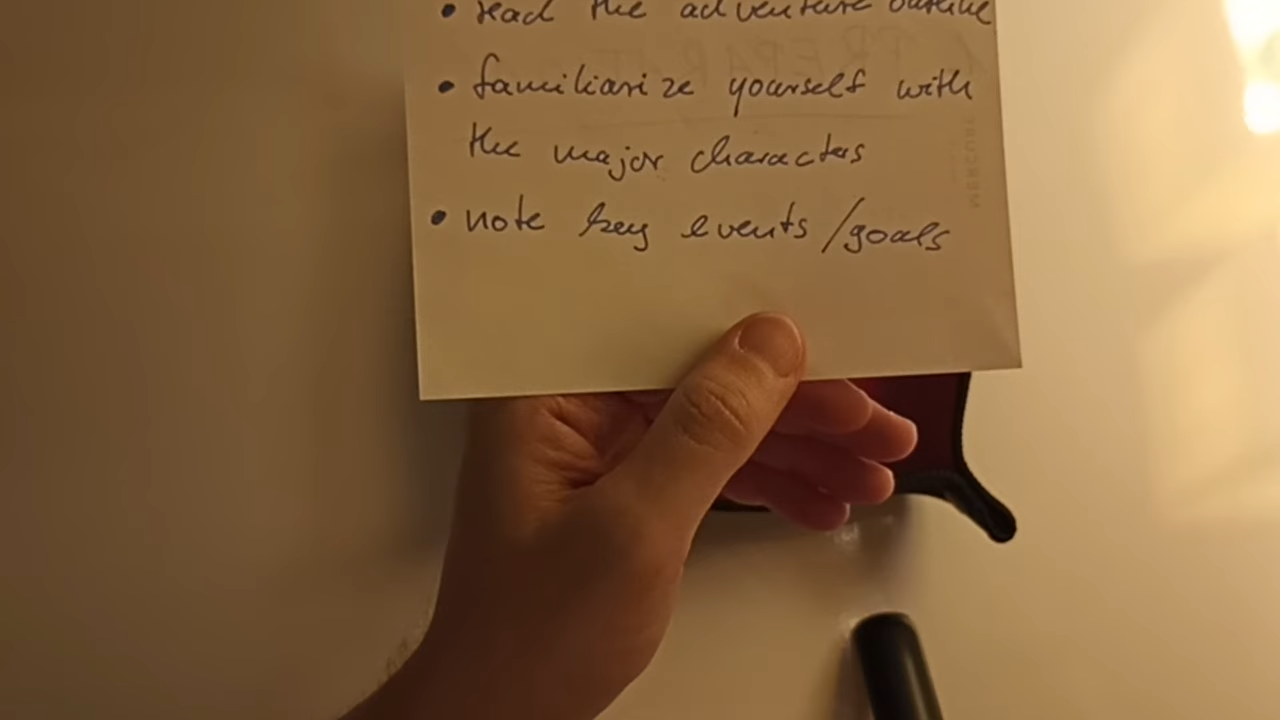 • read the adventure outline
• familiarize yourself with
the major characters
• note key events/goals